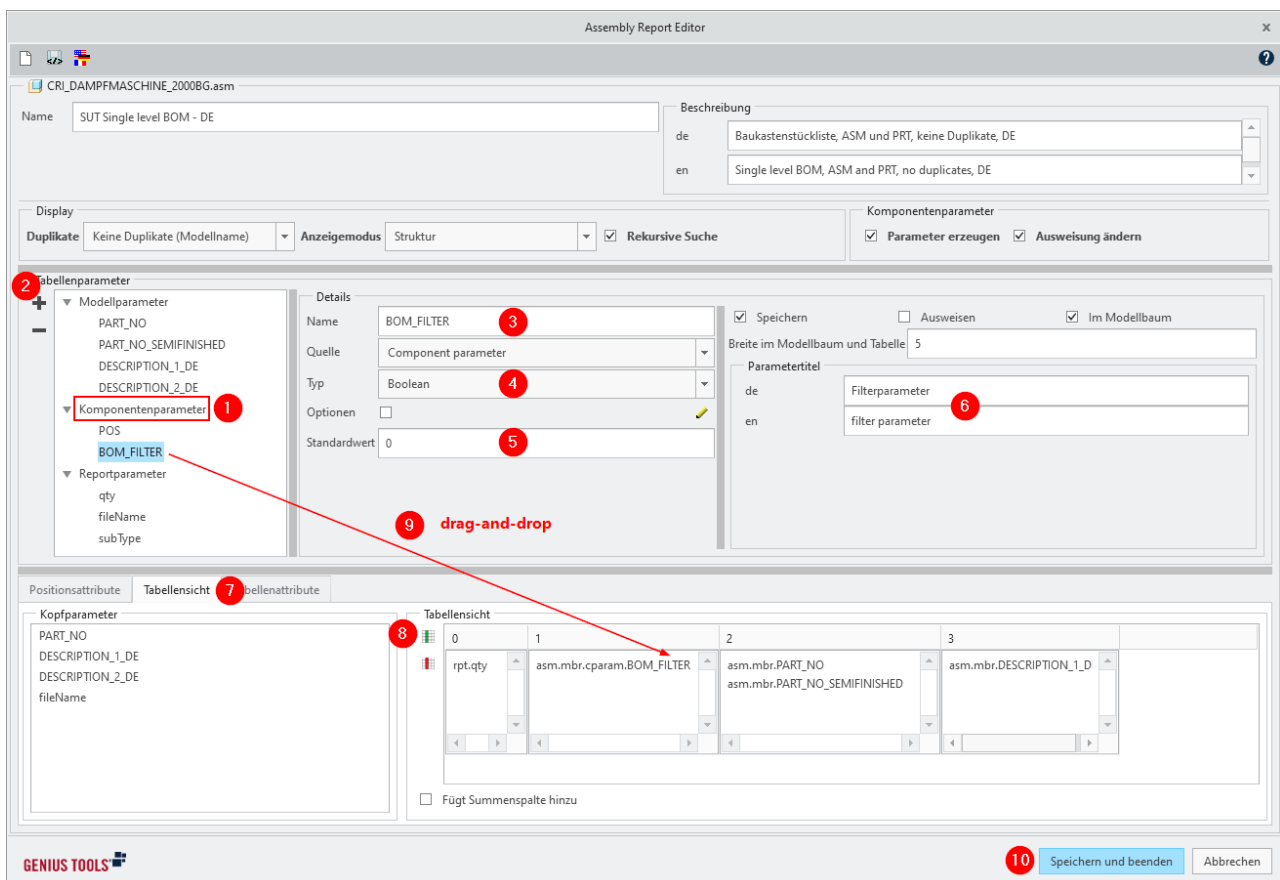 Assembly Report Editor
CRI_DAMPFMASCHINE_2000BG.asm
Name SUT Single level BOM - DE
Beschreibung
de Baukastenstückliste, ASM und PRT, keine Duplikate, DE
en Single level BOM, ASM and PRT, no duplicates, DE
Display
Duplikate Keine Duplikate (Modellname) Anzeigemodus Struktur Rekursive Suche
Komponentenparameter
Parameter erzeugen Ausweisung ändern
2 Tabellenparameter
Modellparameter
PART_NO
PART_NO_SEMIFINISHED
DESCRIPTION_1_DE
DESCRIPTION_2_DE
Komponentenparameter 1
POS
BOM_FILTER
Reportparameter
qty
fileName
subType
Details
Name BOM_FILTER 3
Quelle Component parameter
Typ Boolean 4
Optionen
Standardwert 0 5
9 drag-and-drop
Speichern Ausweisen Im Modellbaum
Breite im Modellbaum und Tabelle 5
Parametertitel
de Filterparameter
6
en filter parameter
Positionsattribute Tabellensicht 7 bellenattribute
Kopfparameter
PART_NO
DESCRIPTION_1_DE
DESCRIPTION_2_DE
fileName
Tabellensicht
8 0 1 2 3
rpt.qty asm.mbr.cparam.BOM_FILTER asm.mbr.PART_NO asm.mbr.DESCRIPTION_1_D
asm.mbr.PART_NO_SEMIFINISHED
Fügt Summenspalte hinzu
GENIUS TOOLS
10 Speichern und beenden Abbrechen